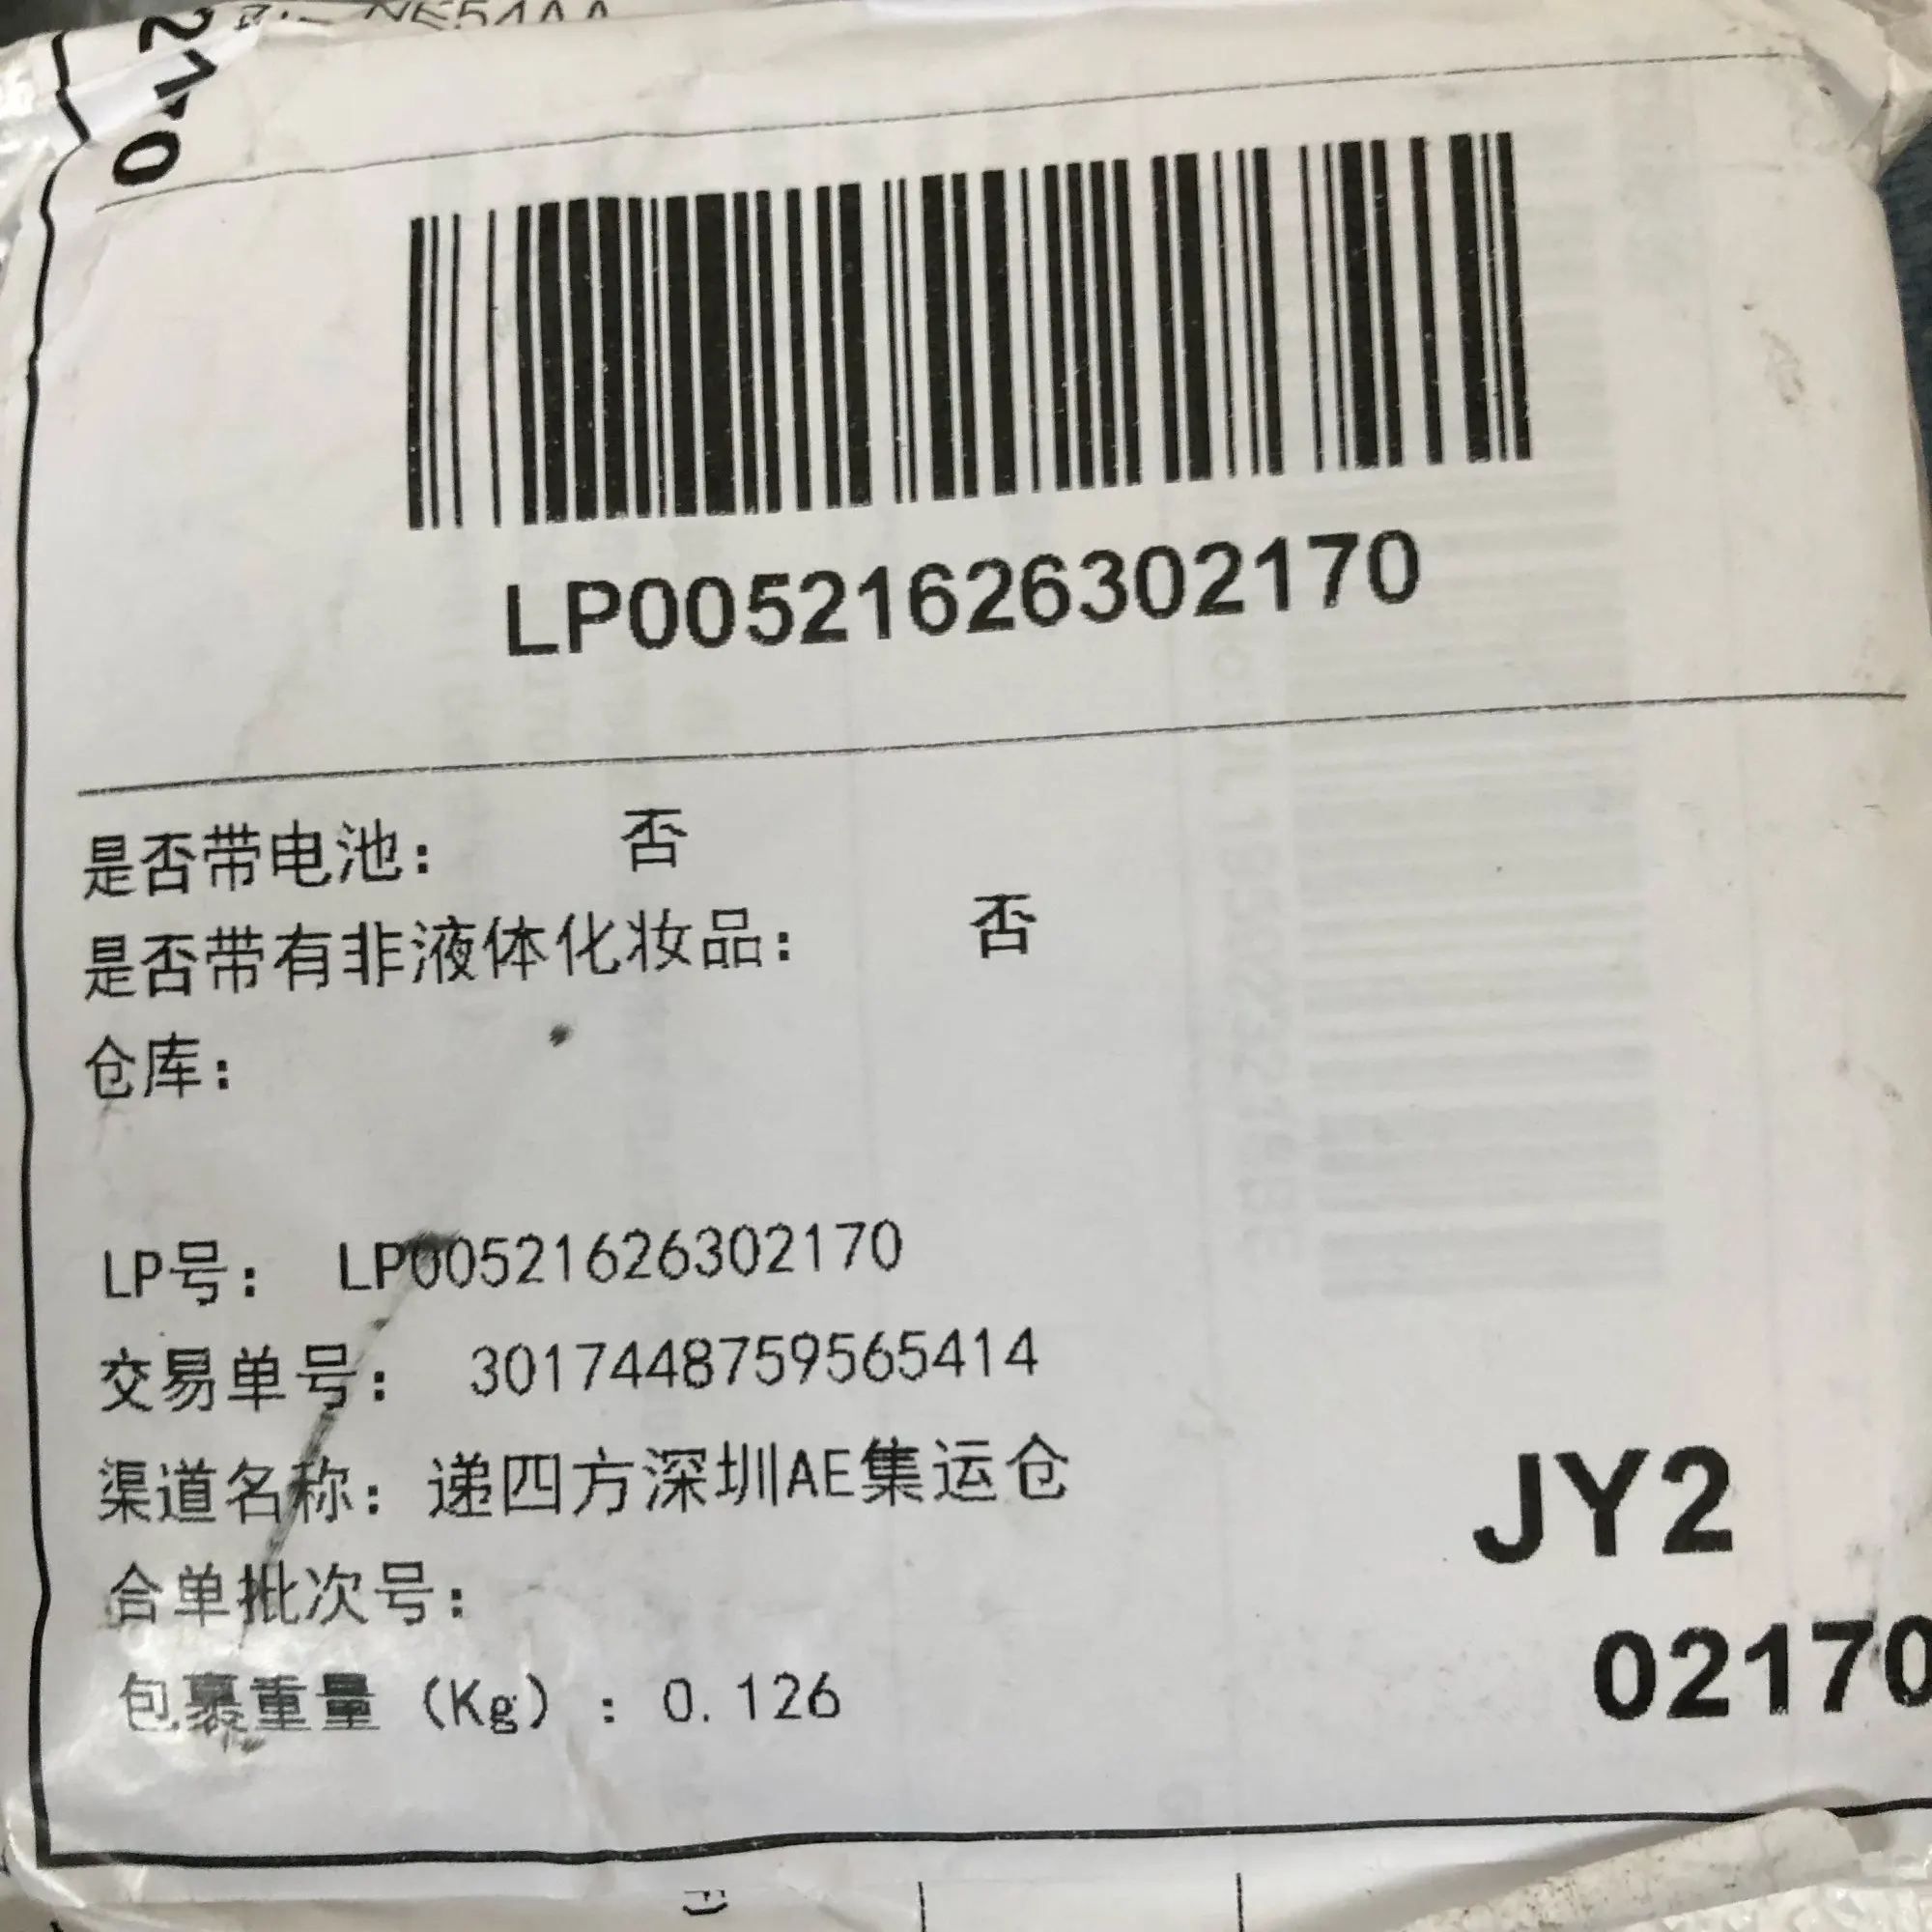 LP00521626302170
是否带电池: 否
是否带有非液体化妆品: 否
仓库:
LP号: LP00521626302170
交易单号: 3017448759565414
渠道名称: 递四方深圳AE集运仓
合单批次号:
JY2
包裹重量 (Kg) : 0.126
02170